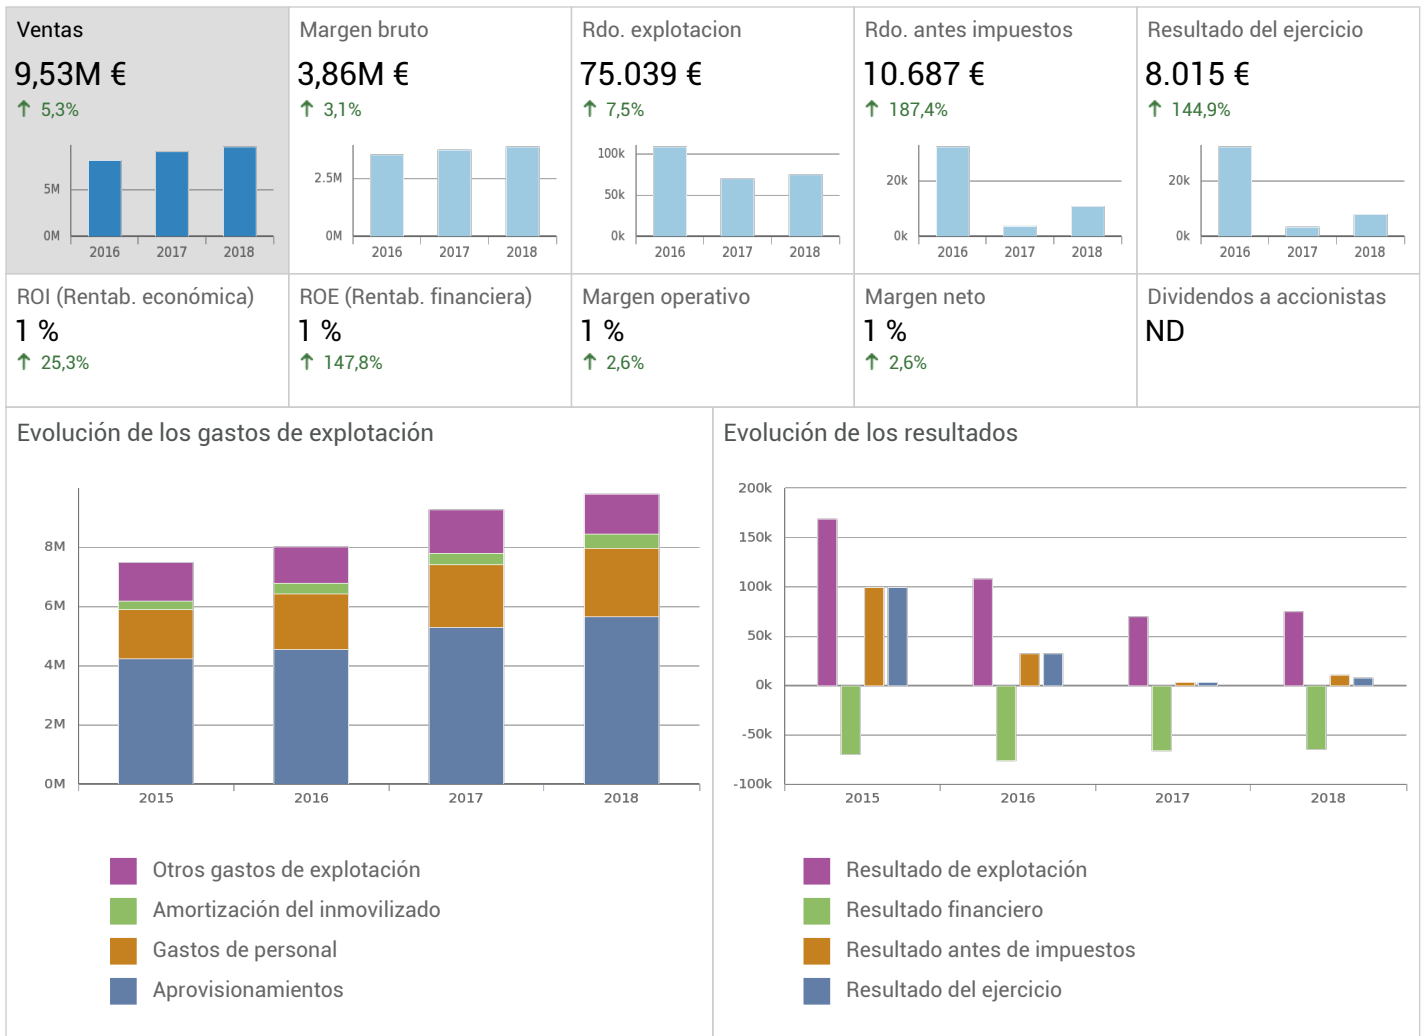 Ventas
9,53M €
↑ 5,3%
5M
0M
2016 2017 2018
Margen bruto
3,86M €
↑ 3,1%
2.5M
0M
2016 2017 2018
Rdo. explotacion
75.039 €
↑ 7,5%
100k
50k
0k
2016 2017 2018
Rdo. antes impuestos
10.687 €
↑ 187,4%
20k
0k
2016 2017 2018
Resultado del ejercicio
8.015 €
↑ 144,9%
20k
0k
2016 2017 2018
ROI (Rentab. económica)
1 %
↑ 25,3%
ROE (Rentab. financiera)
1 %
↑ 147,8%
Margen operativo
1 %
↑ 2,6%
Margen neto
1 %
↑ 2,6%
Dividendos a accionistas
ND
Evolución de los gastos de explotación
8M
6M
4M
2M
0M
2015 2016 2017 2018
Otros gastos de explotación
Amortización del inmovilizado
Gastos de personal
Aprovisionamientos
Evolución de los resultados
200k
150k
100k
50k
0k
-50k
-100k
2015 2016 2017 2018
Resultado de explotación
Resultado financiero
Resultado antes de impuestos
Resultado del ejercicio